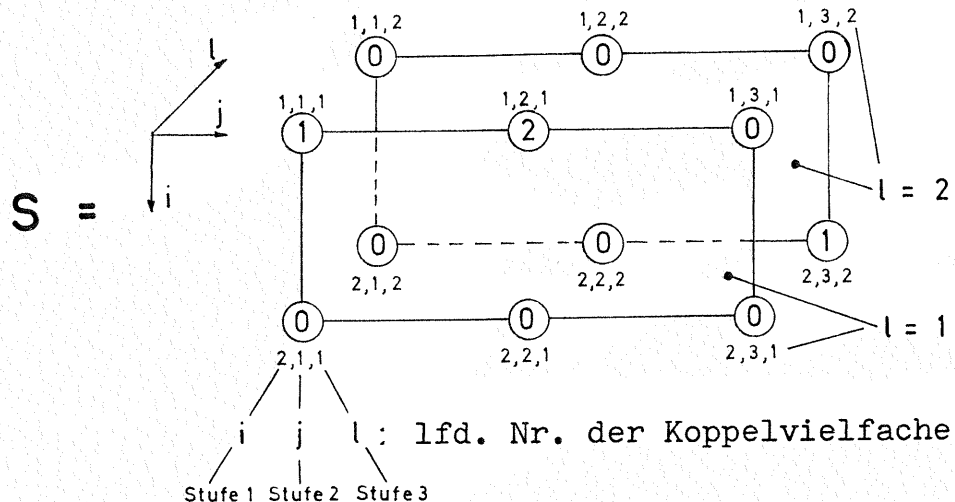 1,1,2 1,2,2 1,3,2
0 0 0
l
1,1,1 1,2,1 1,3,1
j
1 2 0
i
S =
l = 2
0 0 1
2,1,2 2,2,2 2,3,2
0 0 0
l = 1
2,1,1 2,2,1 2,3,1
i j l : lfd. Nr. der Koppelvielfache
Stufe 1 Stufe 2 Stufe 3